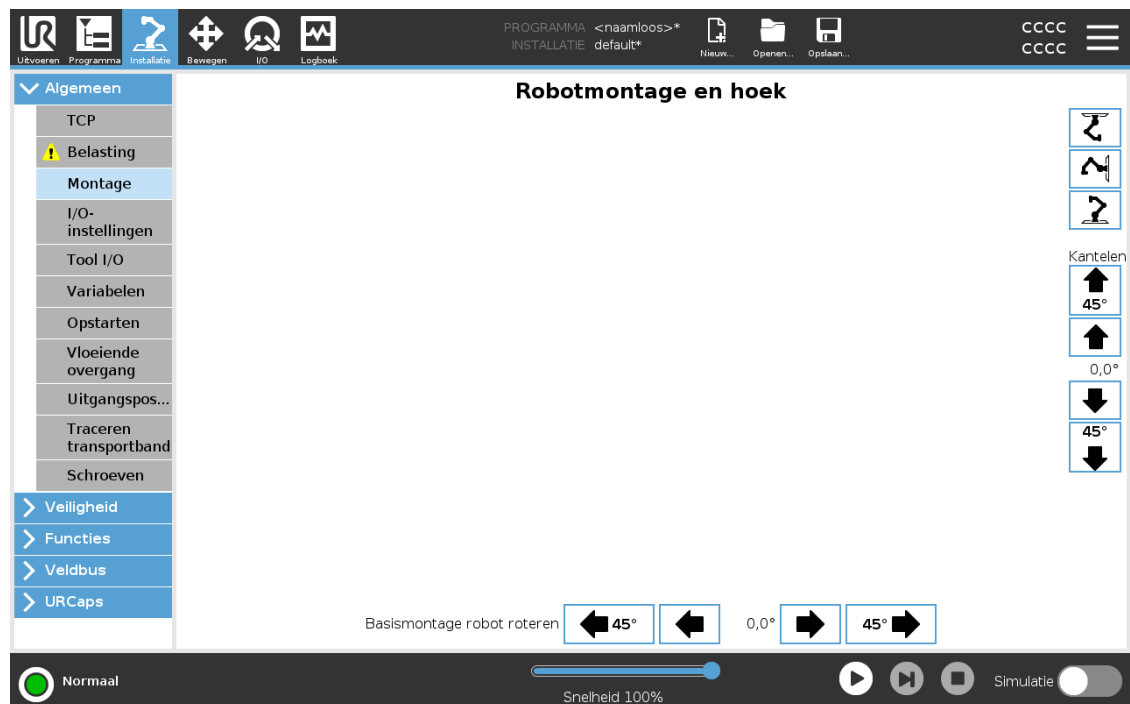 UR
Uitvoeren
Programma
Installatie
Bewegen
I/O
Logboek
PROGRAMMA <naamloos>*
INSTALLATIE default*
Nieuw...
Openen...
Opslaan...
CCCC
CCCC
Algemeen
TCP
Belasting
Montage
I/O-
instellingen
Tool I/O
Variabelen
Opstarten
Vloeiende
overgang
Uitgangspos...
Traceren
transportband
Schroeven
Veiligheid
Functies
Veldbus
URCaps
Robotmontage en hoek
Kantelen
45°
0,0°
45°
Basismontage robot roteren
45°
0,0°
45°
Normaal
Snelheid 100%
Simulatie